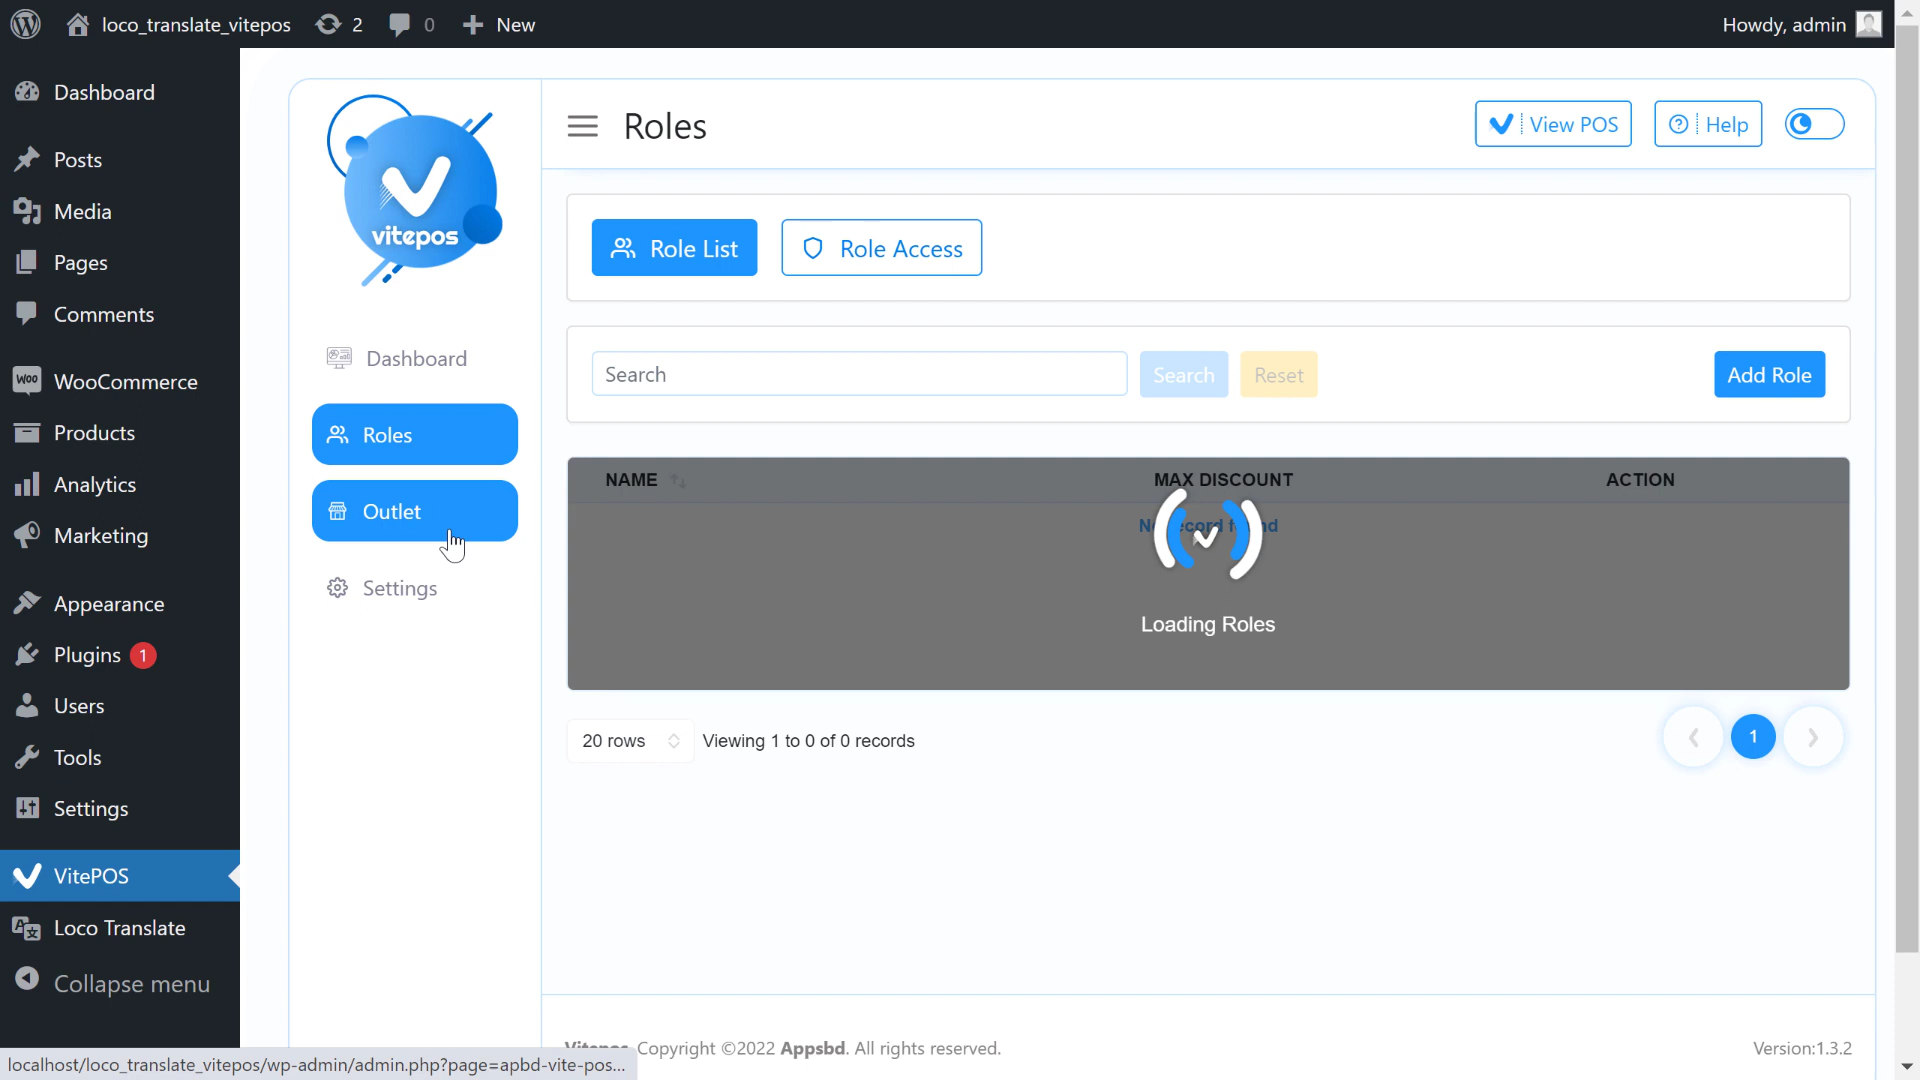 loco_translate_vitepos
2
0
New
Howdy, admin
Dashboard
Posts
Media
Pages
Comments
Woo
WooCommerce
Products
Analytics
Marketing
Appearance
Plugins 1
Users
Tools
Settings
VitePOS
Loco Translate
Collapse menu
vitepos
Dashboard
Roles
Outlet
Settings
Roles
View POS
Help
Role List
Role Access
Search
Search
Reset
Add Role
NAME
MAX DISCOUNT
ACTION
Loading Roles
20 rows
Viewing 1 to 0 of 0 records
1
Copyright ©2022 Appsbd. All rights reserved.
Version:1.3.2
localhost/loco_translate_vitepos/wp-admin/admin.php?page=apbd-vite-pos...